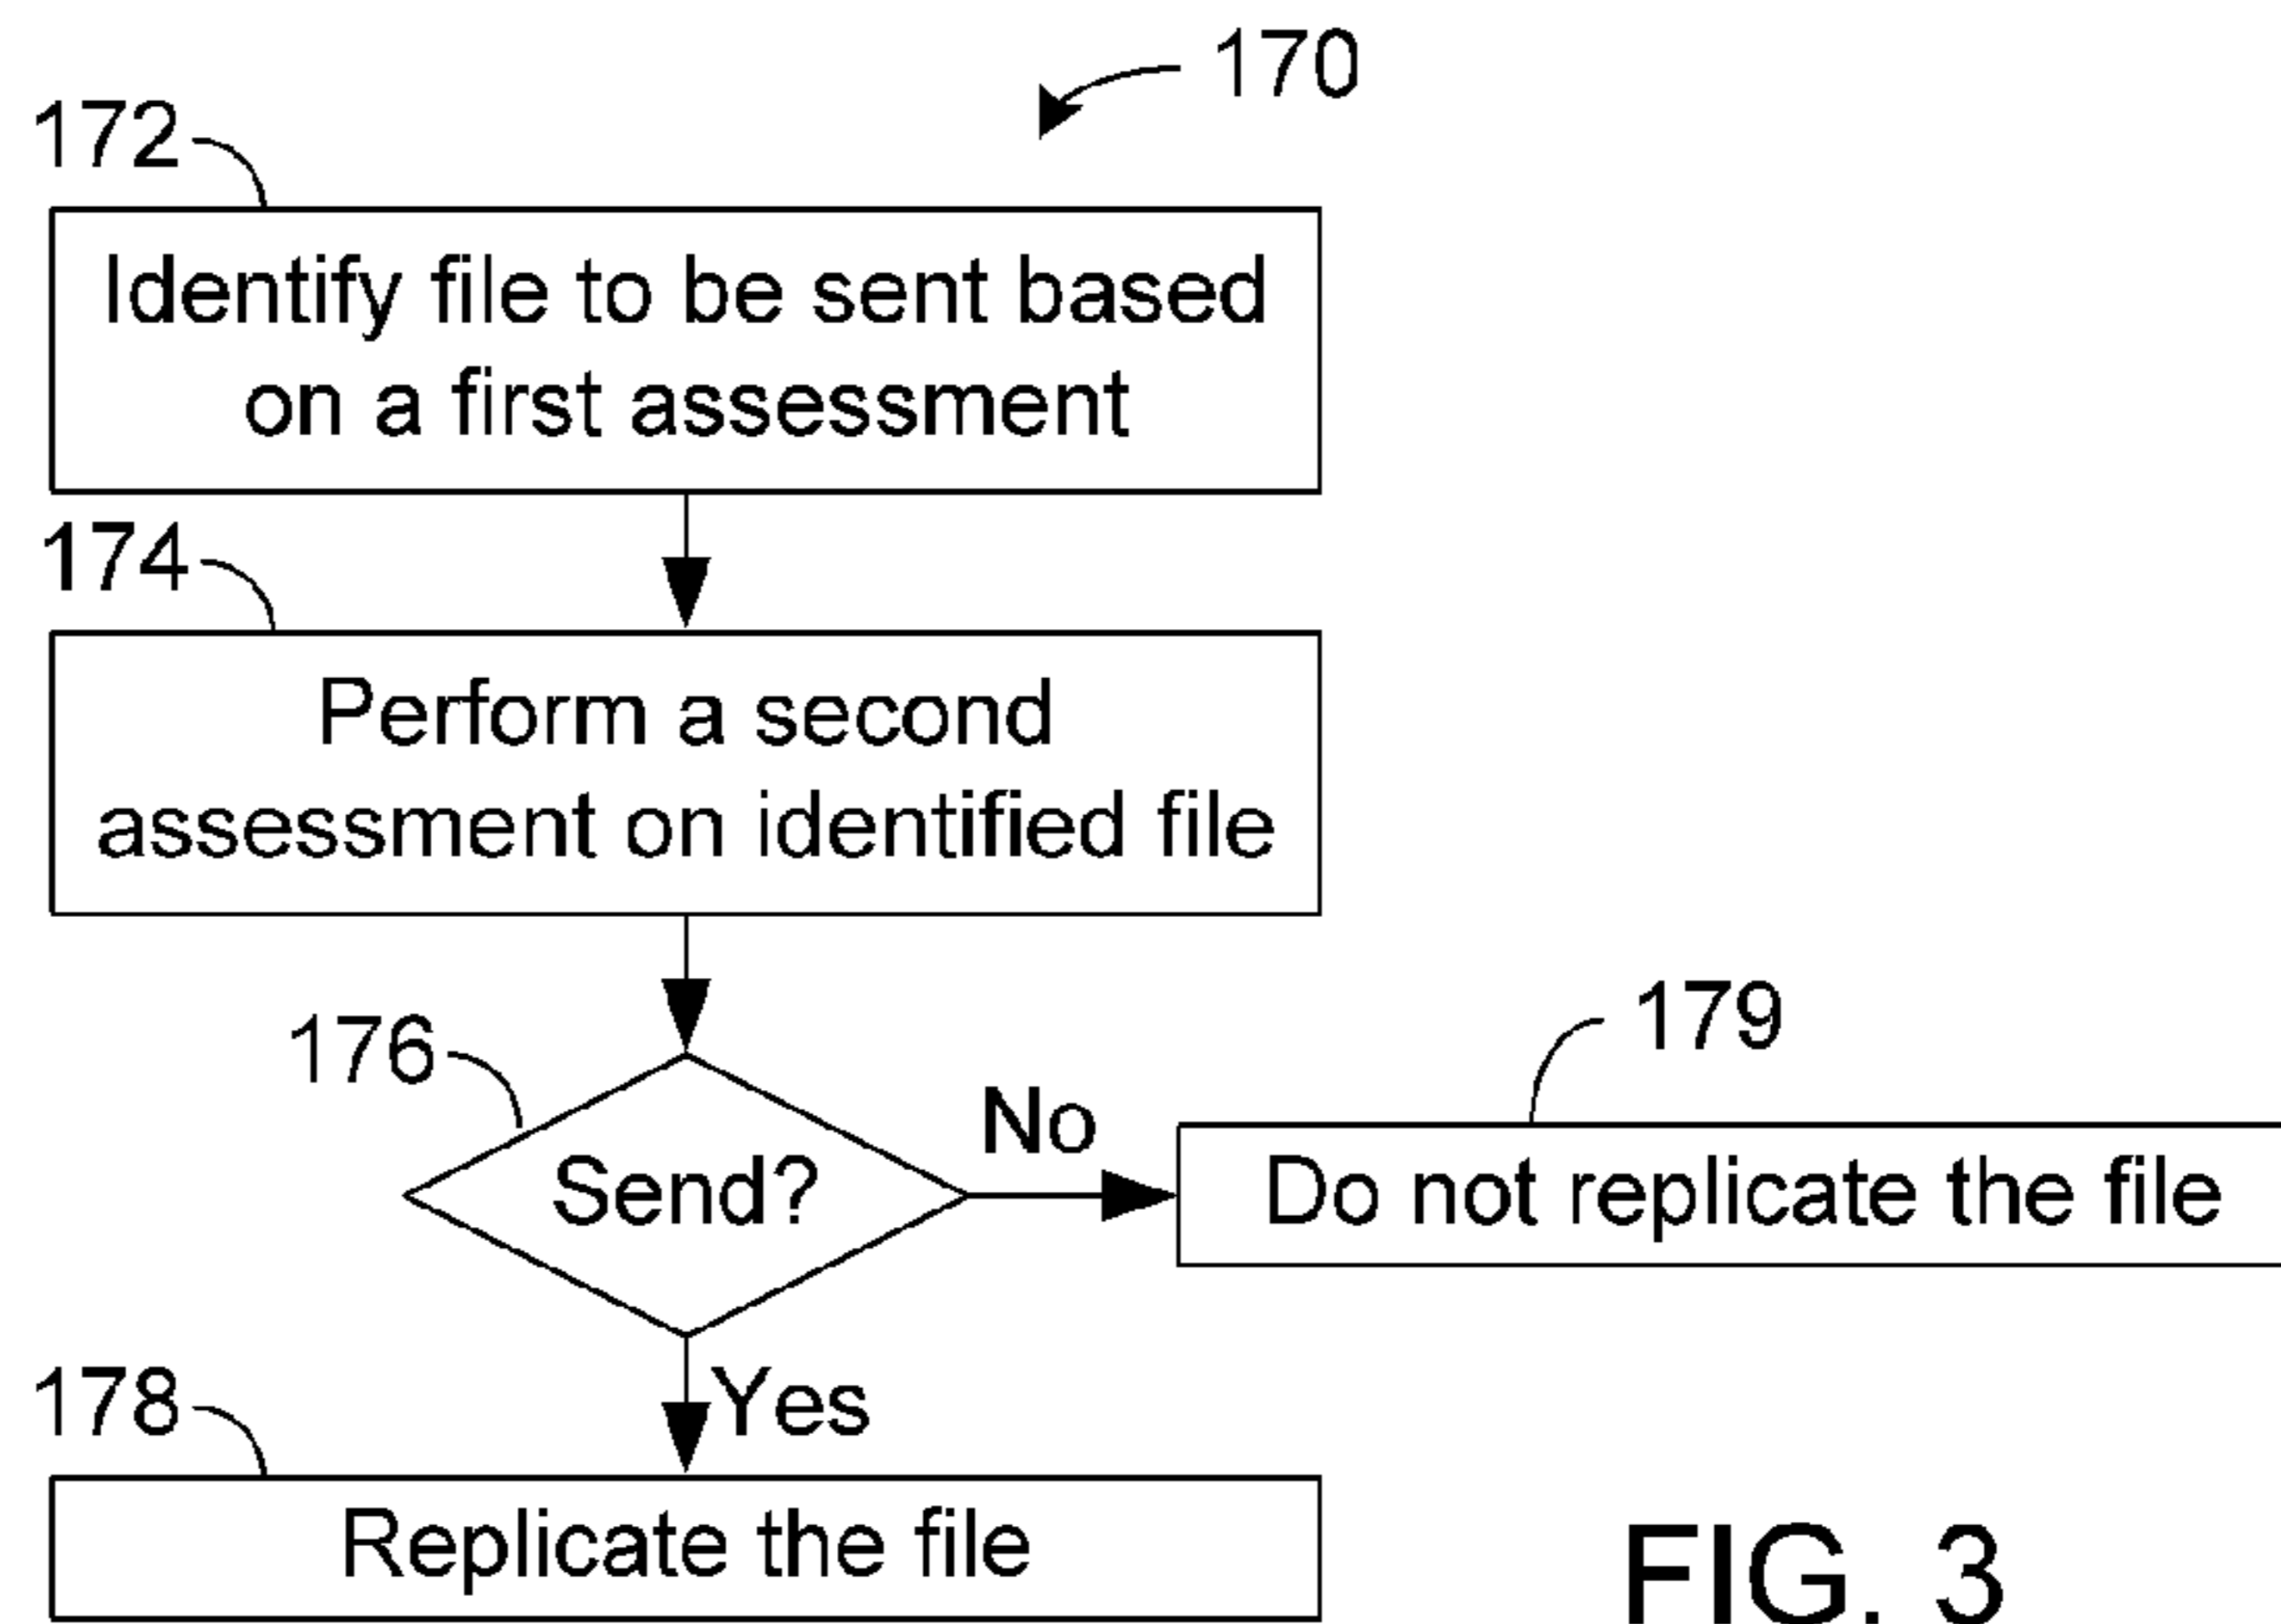 170
172
Identify file to be sent based
on a first assessment
174
Perform a second
assessment on identified file
176
Send?
No
179
Do not replicate the file
Yes
178
Replicate the file
FIG. 3